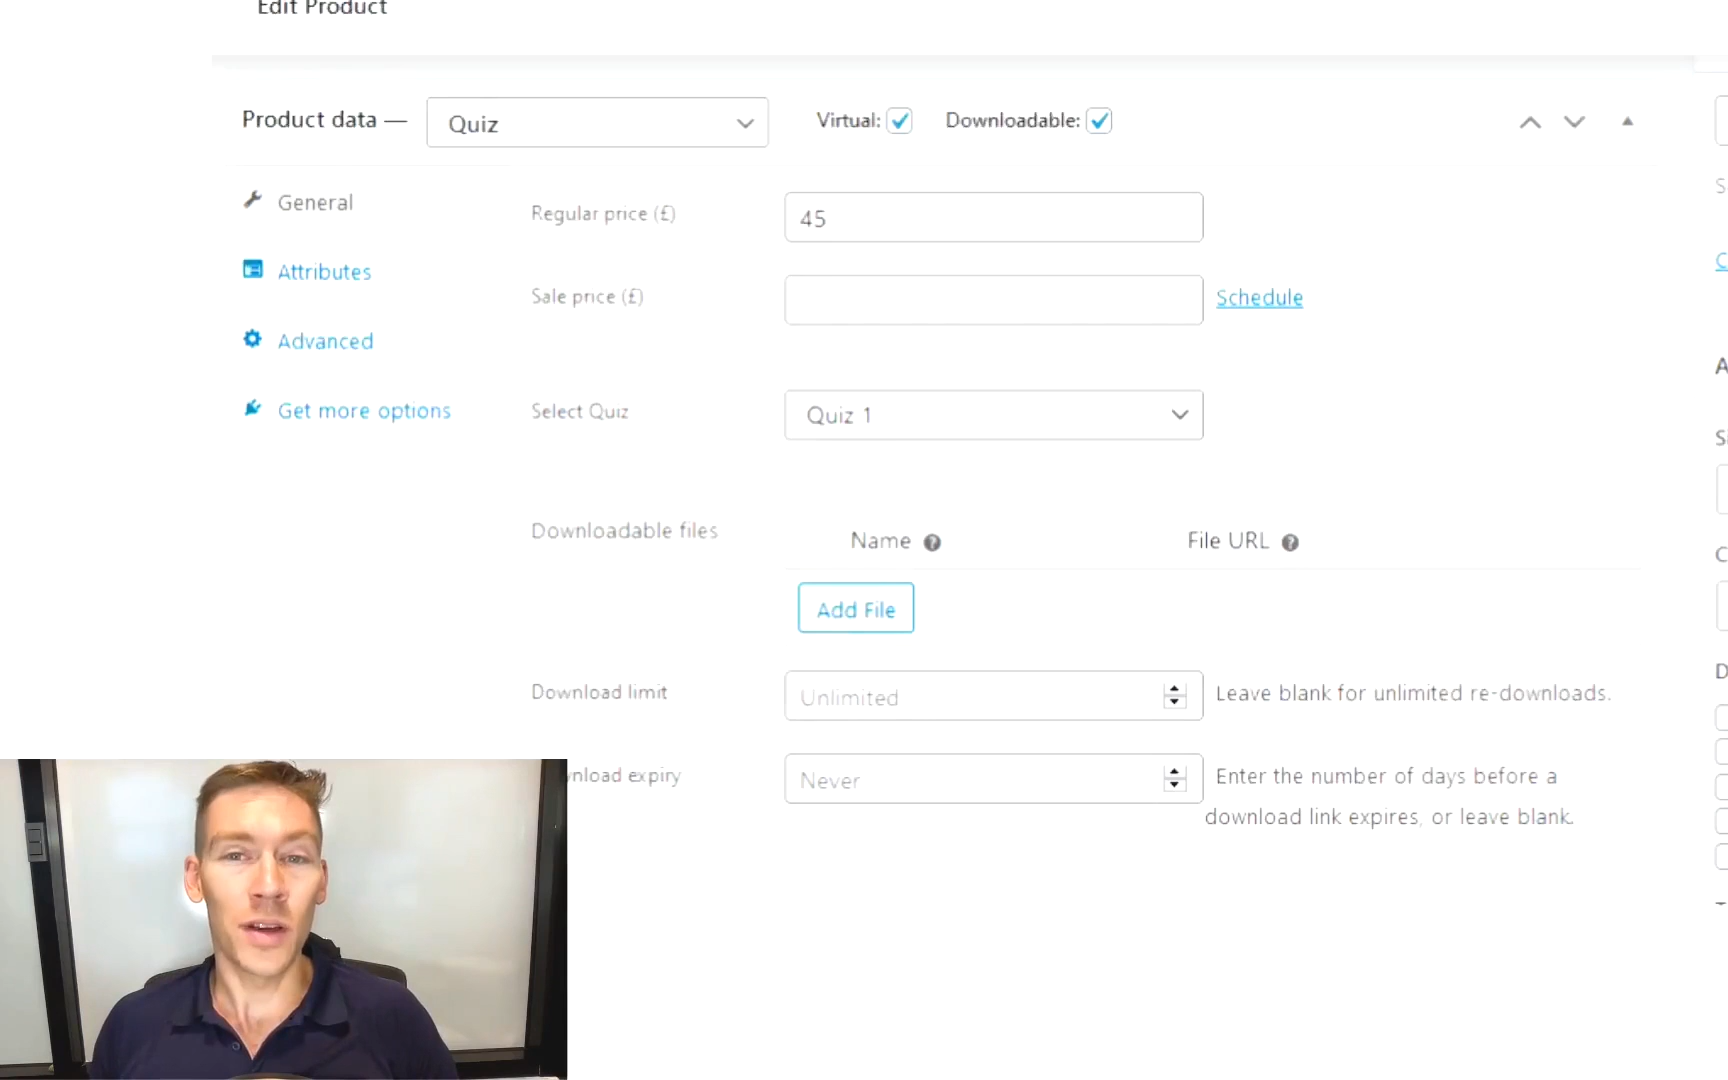 Edit Product
Product data —
Quiz
Virtual:
Downloadable:
General
Attributes
Advanced
Get more options
Regular price (£)
45
Sale price (£)
Schedule
Select Quiz
Quiz 1
Downloadable files
Name
File URL
Add File
Download limit
Unlimited
Leave blank for unlimited re-downloads.
expiry
Never
Enter the number of days before a
download link expires, or leave blank.